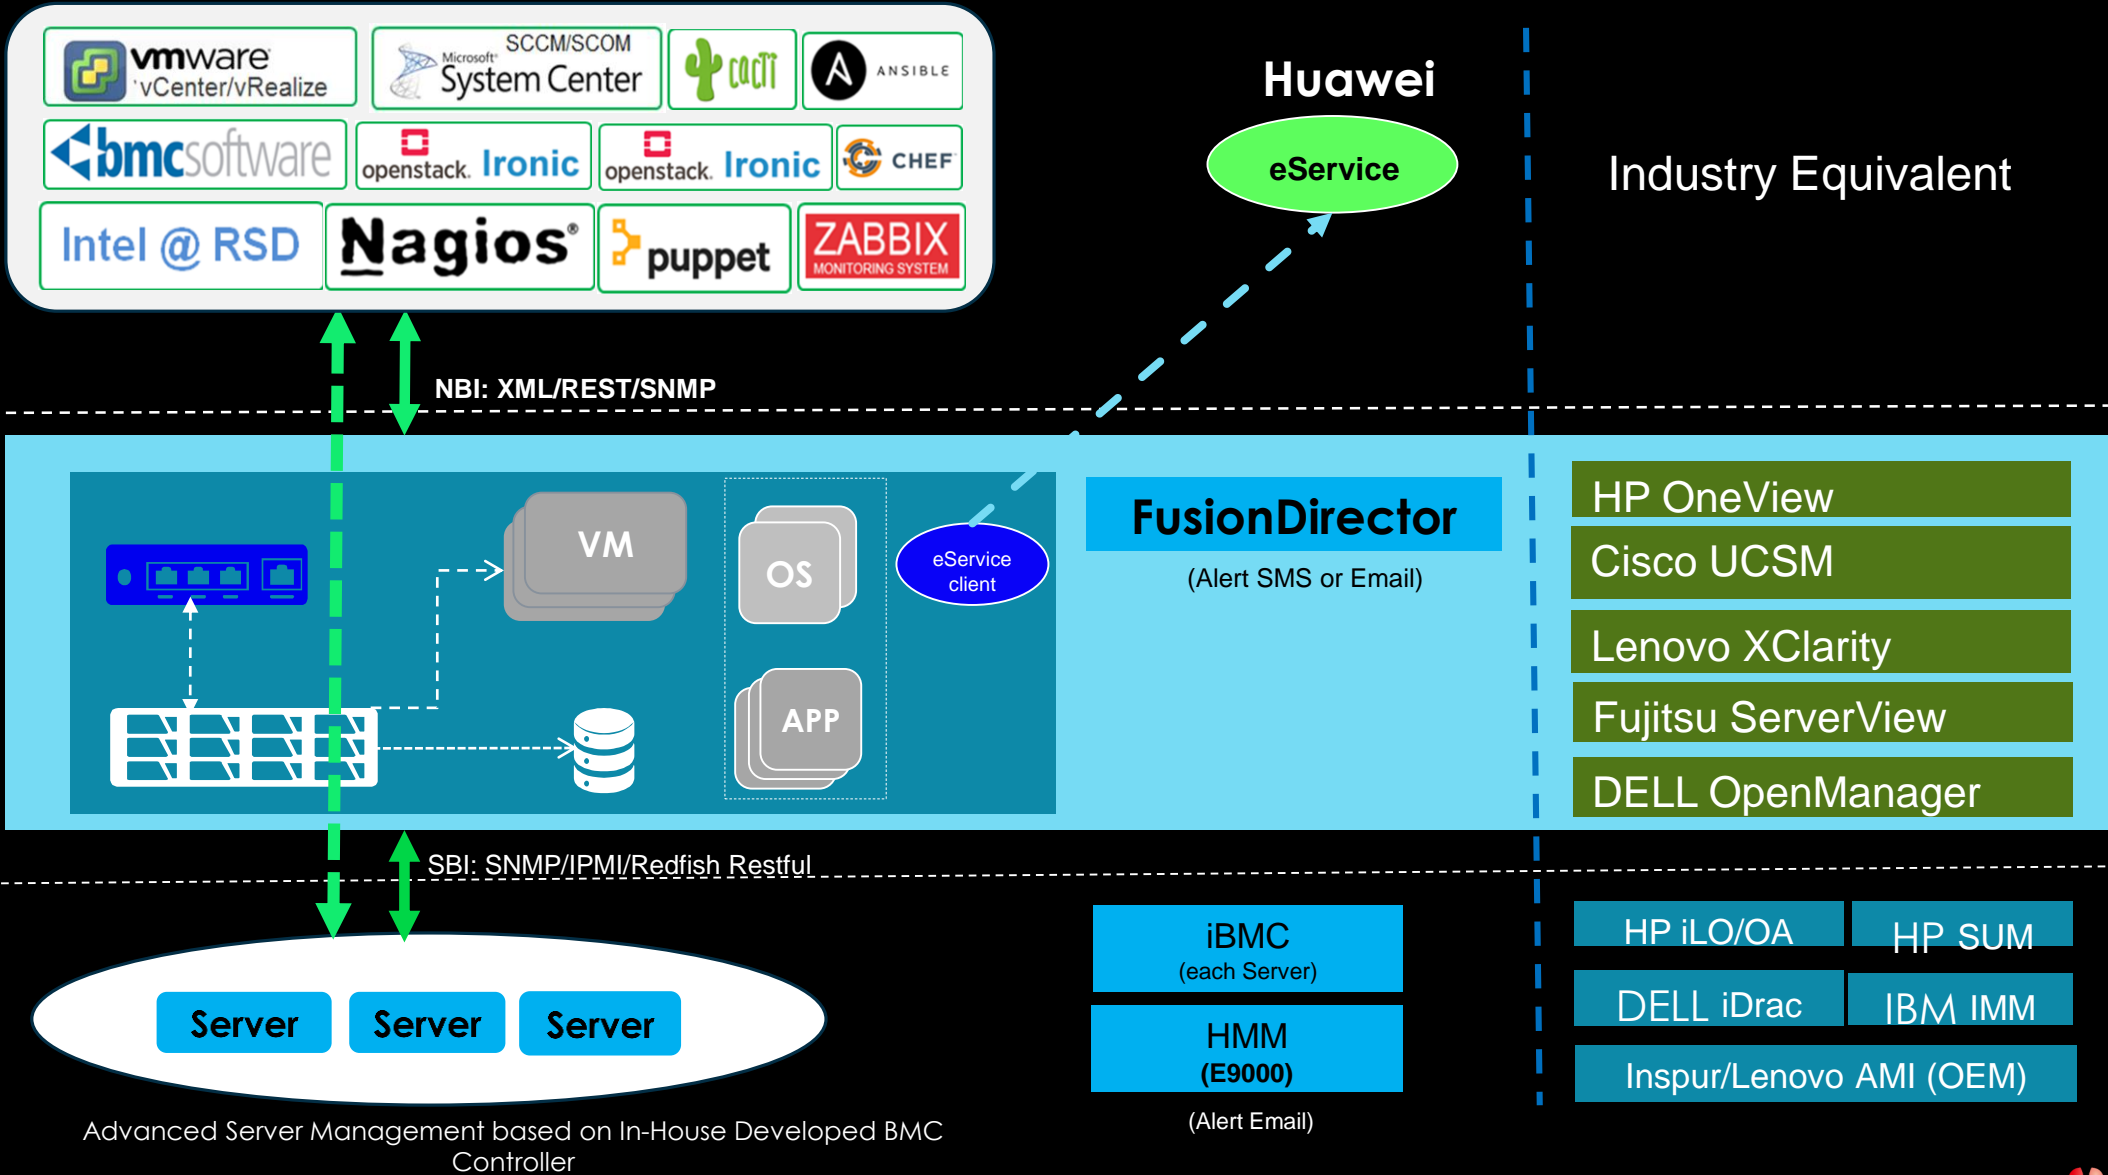 vmware
vCenter/vRealize
SCCM/SCOM
Microsoft
System Center
cacti
A ANSIBLE
bmcsoftware
openstack. Ironic
openstack. Ironic
CHEF
Intel @ RSD
Nagios®
puppet
ZABBIX
MONITORING SYSTEM
Huawei
eService
Industry Equivalent
NBI: XML/REST/SNMP
VM
OS
eService
client
APP
FusionDirector
(Alert SMS or Email)
HP OneView
Cisco UCSM
Lenovo XClarity
Fujitsu ServerView
DELL OpenManager
SBI: SNMP/IPMI/Redfish Restful
Server
Server
Server
Advanced Server Management based on In-House Developed BMC
Controller
iBMC
(each Server)
HMM
(E9000)
(Alert Email)
HP iLO/OA
HP SUM
DELL iDrac
IBM IMM
Inspur/Lenovo AMI (OEM)